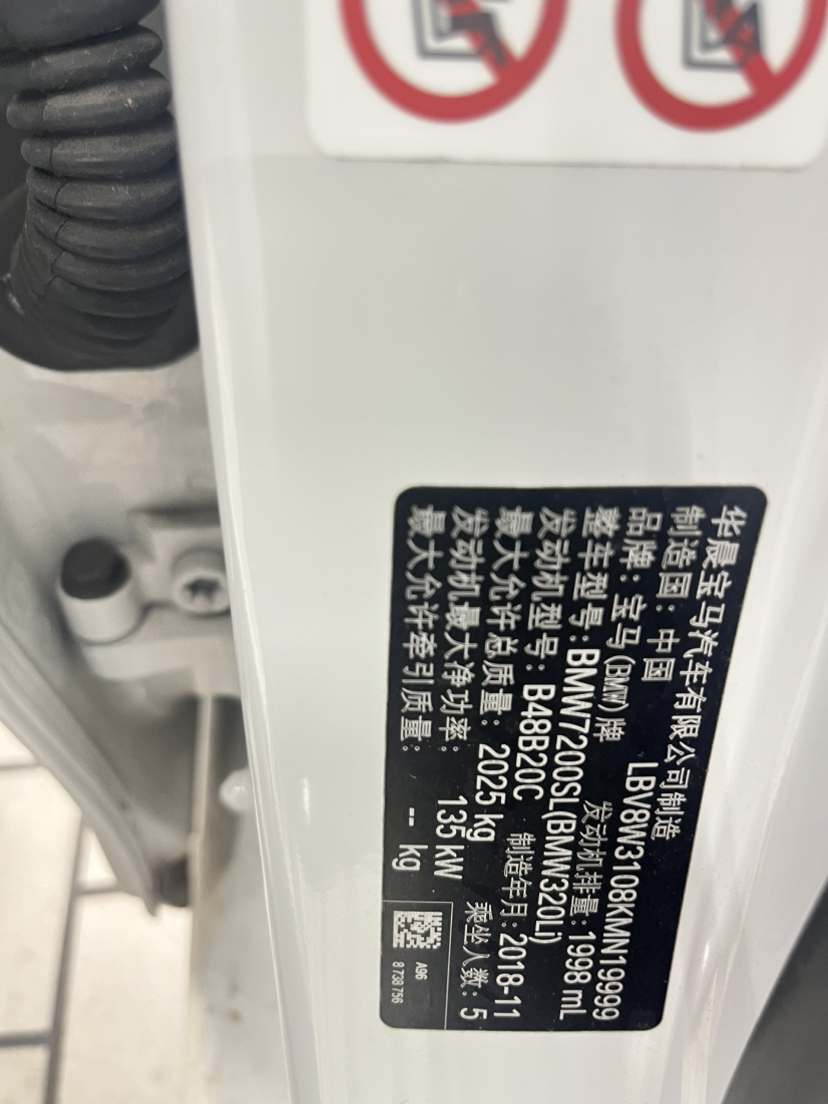 华晨宝马汽车有限公司制造
制造国：中国 LBV8W3108KMN19999
品牌：宝马(BMW)牌 发动机排量：1998 mL
整车型号：BMW7200SL(BMW320Li)
发动机型号：B48B20C 制造年月：2018-11
最大允许总质量：2025 kg 乘坐人数：5
发动机最大净功率：135 kW
最大允许牵引质量：-- kg
A96
8 738 756